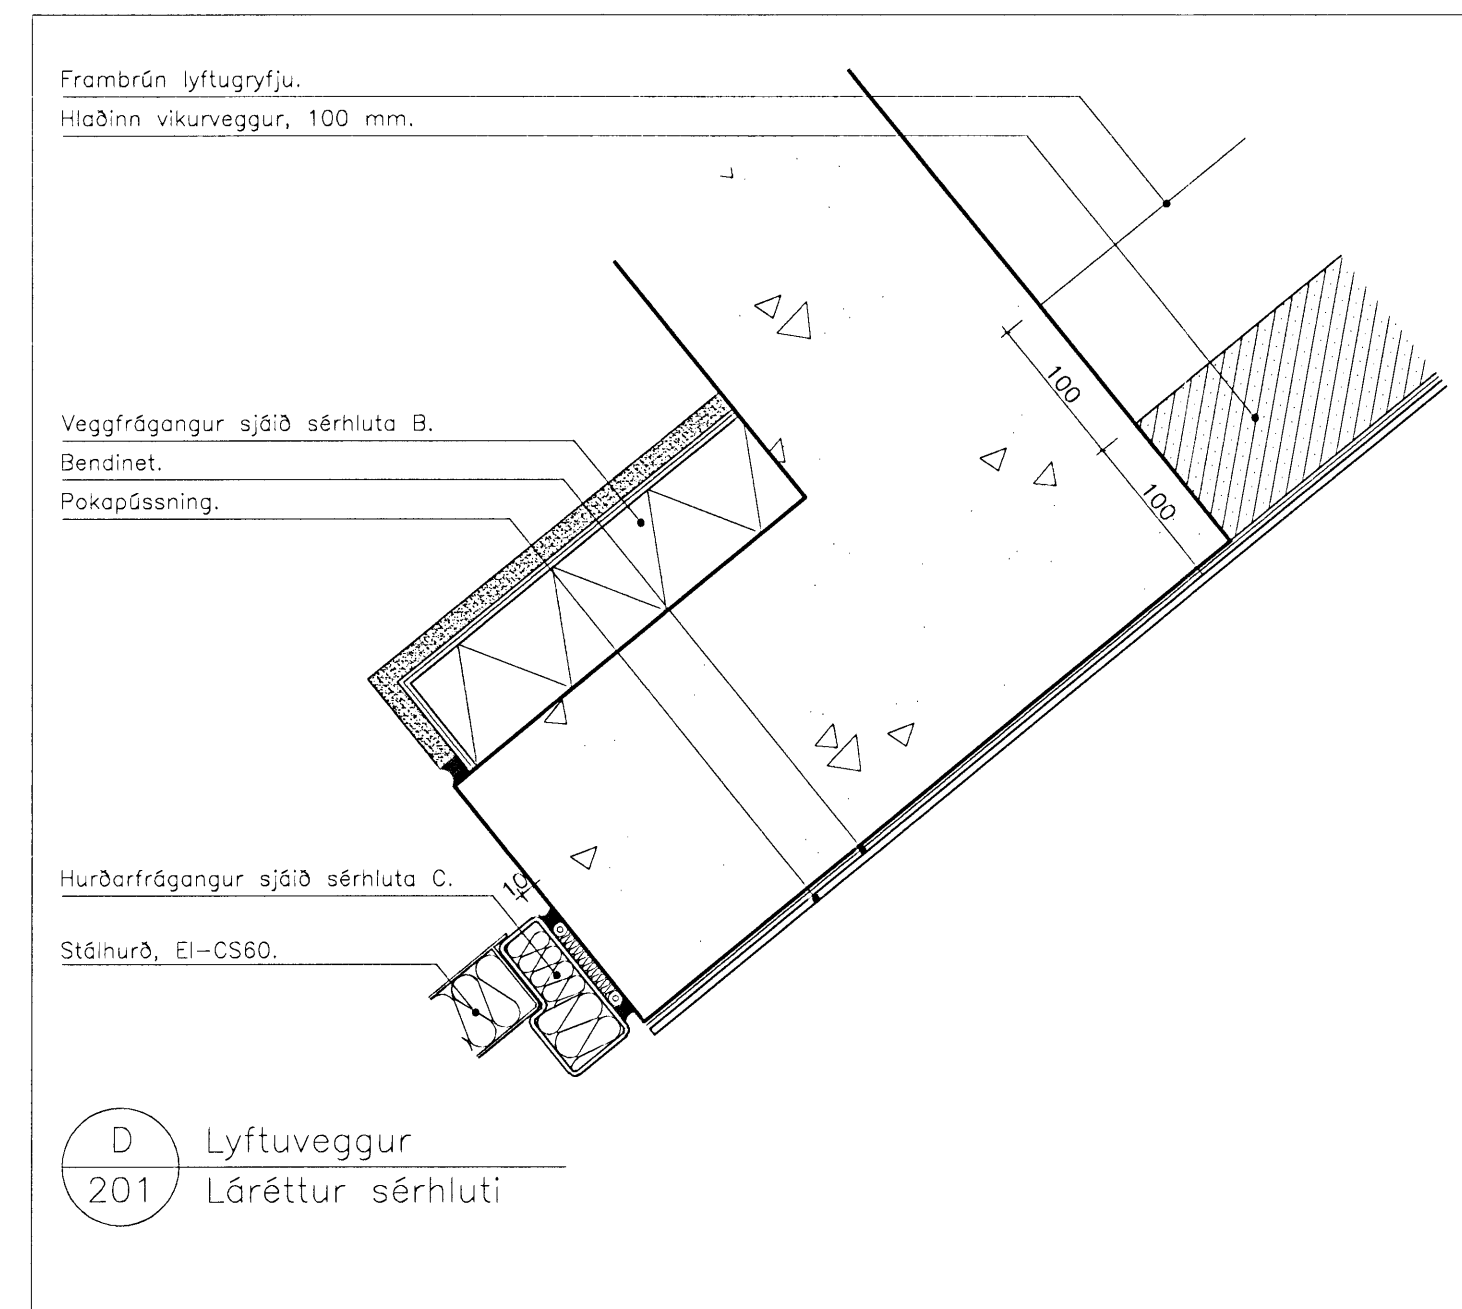 Frambrún lyftugryfju.
Hlaðinn vikurveggur, 100 mm.
100
100
Veggfrágangur sjáið sérhluta B.
Bendinet.
Pokapússning.
10
Hurðarfrágangur sjáið sérhluta C.
Stálhurð, EI-CS60.
D
201
Lyftuveggur
Láréttur sérhluti